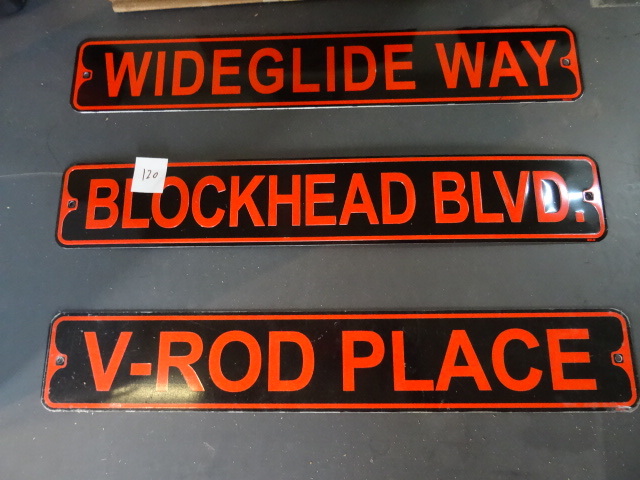 WIDEGLIDE WAY
120
BLOCKHEAD BLVD.
V-ROD PLACE